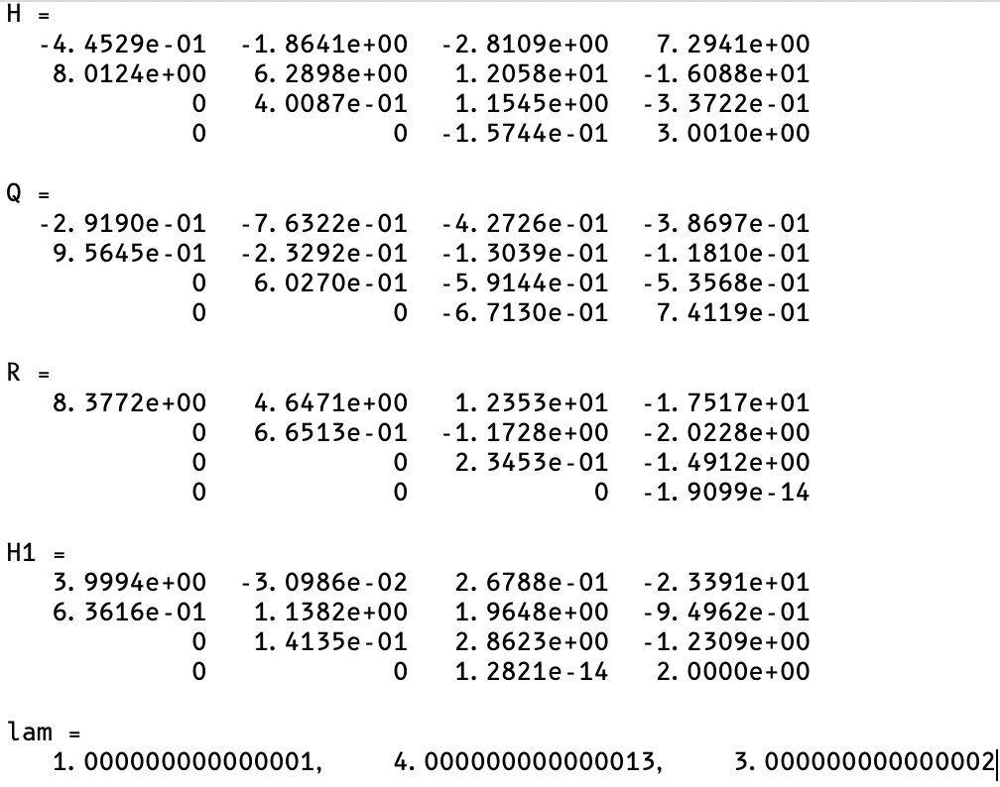 H =
-4.4529e-01 -1.8641e+00 -2.8109e+00 7.2941e+00
8.0124e+00 6.2898e+00 1.2058e+01 -1.6088e+01
0 4.0087e-01 1.1545e+00 -3.3722e-01
0 0 -1.5744e-01 3.0010e+00
Q =
-2.9190e-01 -7.6322e-01 -4.2726e-01 -3.8697e-01
9.5645e-01 -2.3292e-01 -1.3039e-01 -1.1810e-01
0 6.0270e-01 -5.9144e-01 -5.3568e-01
0 0 -6.7130e-01 7.4119e-01
R =
8.3772e+00 4.6471e+00 1.2353e+01 -1.7517e+01
0 6.6513e-01 -1.1728e+00 -2.0228e+00
0 0 2.3453e-01 -1.4912e+00
0 0 0 -1.9099e-14
H1 =
3.9994e+00 -3.0986e-02 2.6788e-01 -2.3391e+01
6.3616e-01 1.1382e+00 1.9648e+00 -9.4962e-01
0 1.4135e-01 2.8623e+00 -1.2309e+00
0 0 1.2821e-14 2.0000e+00
lam =
1.000000000000001, 4.000000000000013, 3.000000000000002